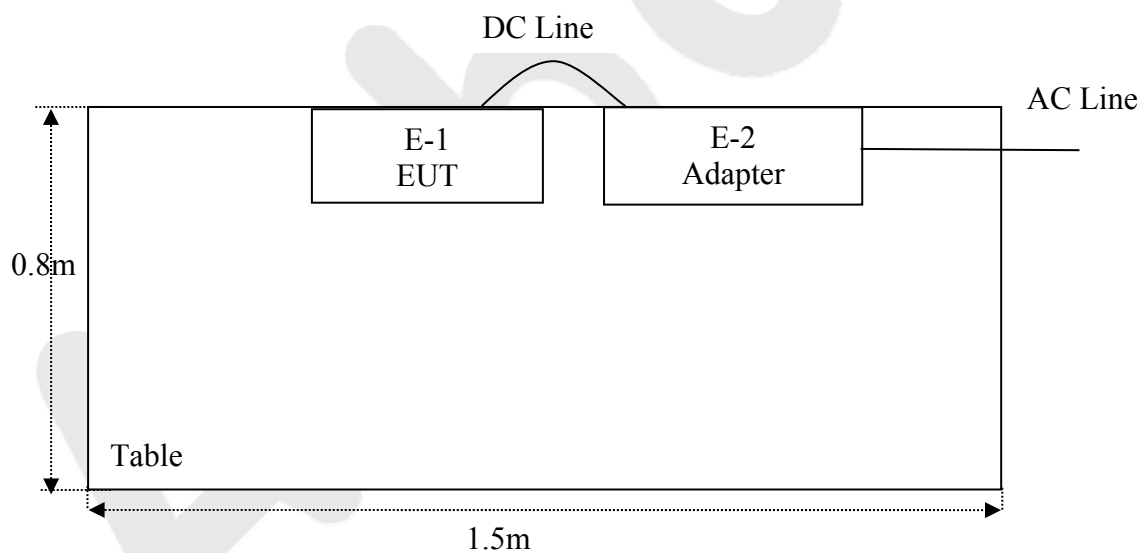 DC Line
AC Line
E-1
EUT
E-2
Adapter
0.8m
Table
1.5m